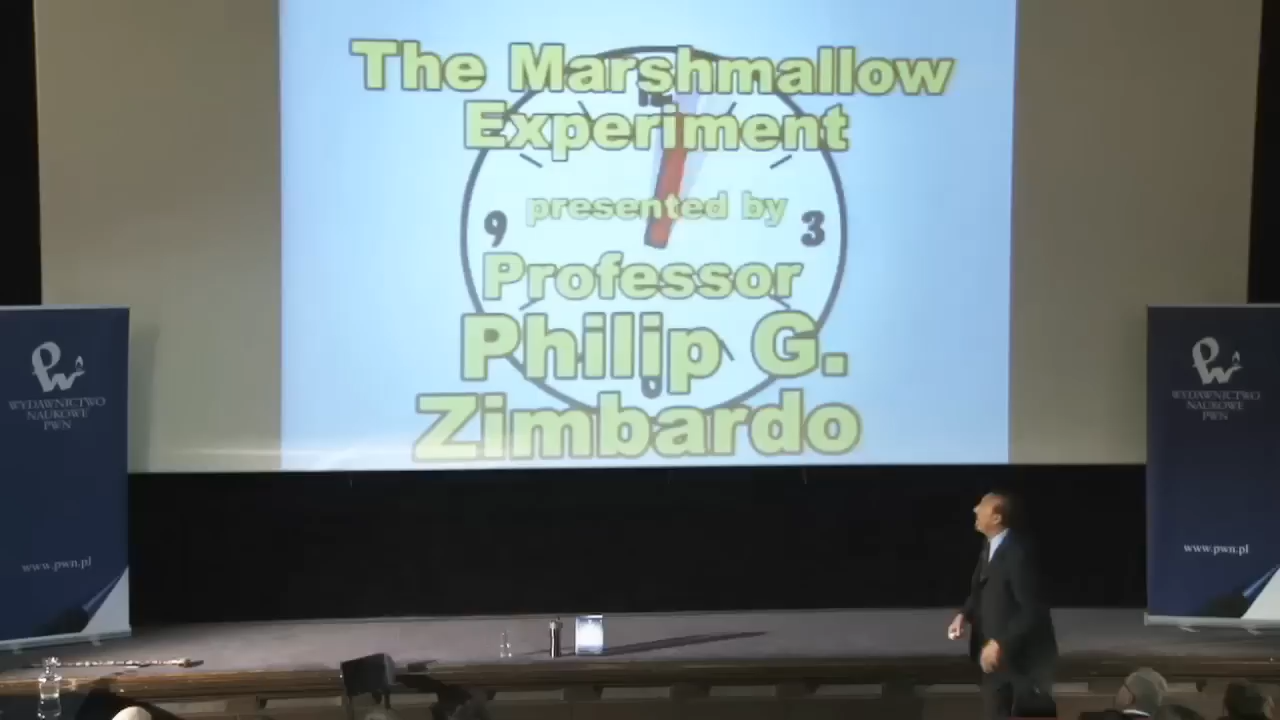 The Marshmallow
Experiment
presented by
Professor
Philip G.
Zimbardo
9
3
WYDAWNICTWO
NAUKOWE
PWN
www.pwn.pl
WYDAWNICTWO
NAUKOWE
PWN
www.pwn.pl